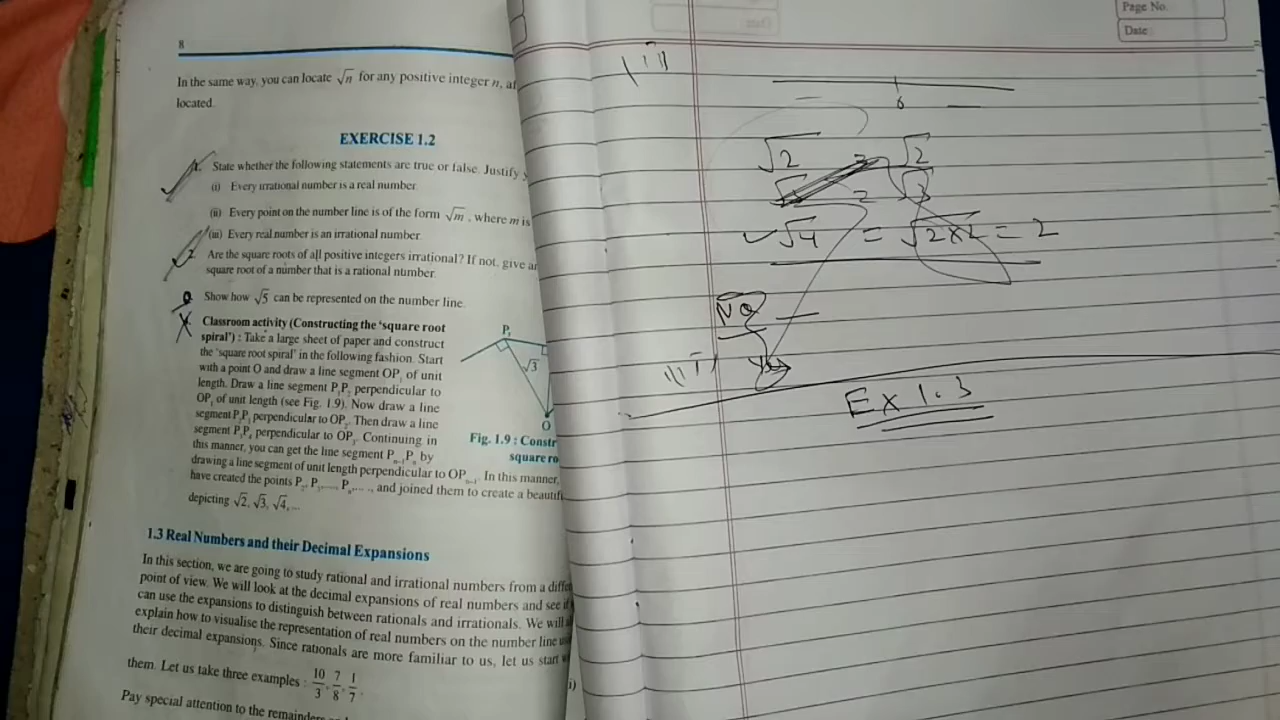 8
In the same way, you can locate √n for any positive integer n, af
located.
EXERCISE 1.2
1. State whether the following statements are true or false. Justify y
(i) Every irrational number is a real number.
(ii) Every point on the number line is of the form √m , where m is
(iii) Every real number is an irrational number.
2. Are the square roots of all positive integers irrational? If not, give an
square root of a number that is a rational number.
Show how √5 can be represented on the number line.
Classroom activity (Constructing the 'square root
spiral') : Take a large sheet of paper and construct
the 'square root spiral' in the following fashion. Start
with a point O and draw a line segment OP₁ of unit
length. Draw a line segment P₁P₂ perpendicular to
OP₁ of unit length (see Fig. 1.9). Now draw a line
segment P₂P₃ perpendicular to OP₂. Then draw a line
segment P₃P₄ perpendicular to OP₃. Continuing in
this manner, you can get the line segment Pₙ₋₁Pₙ by
drawing a line segment of unit length perpendicular to OPₙ₋₁. In this manner,
have created the points P₂, P₃,...., Pₙ,... ., and joined them to create a beautif
depicting √2, √3, √4, ...
P₃
√3
O
Fig. 1.9 : Constr
square ro
1.3 Real Numbers and their Decimal Expansions
In this section, we are going to study rational and irrational numbers from a diffe
point of view. We will look at the decimal expansions of real numbers and see if
can use the expansions to distinguish between rationals and irrationals. We will a
explain how to visualise the representation of real numbers on the number line
their decimal expansions. Since rationals are more familiar to us, let us start
them. Let us take three examples : 10/3, 7/8, 1/7.
Pay special attention to the remainders
i)
Page No.
Date
(ii)
0
√2 = √2
= √3
√4 = √2×2 = 2
No
(iii)
Ex 1.3